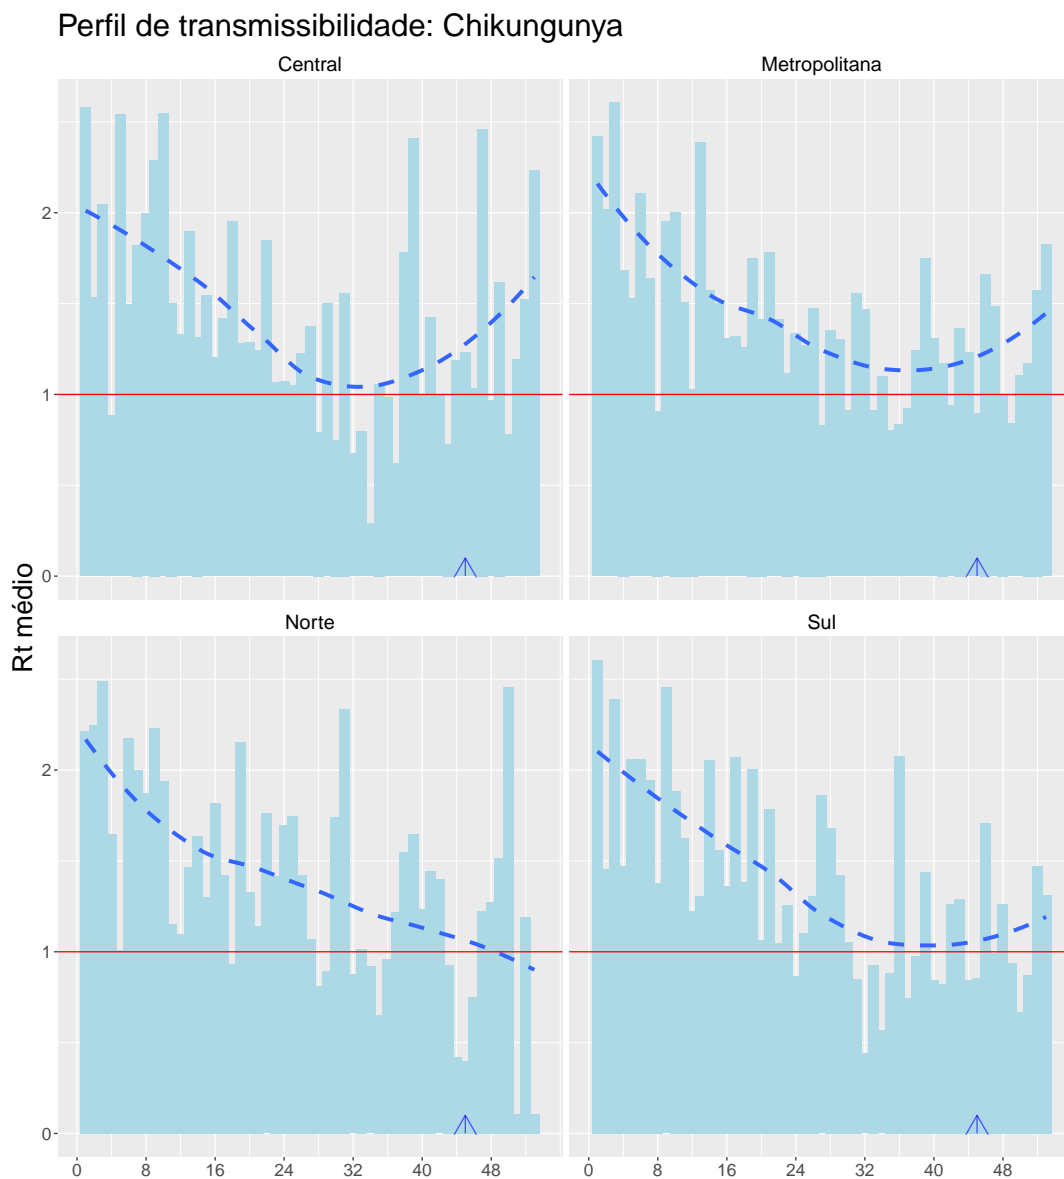 Perfil de transmissibilidade: Chikungunya
Central
Metropolitana
2
1
0
Rt médio
Norte
Sul
2
1
0
0 8 16 24 32 40 48
0 8 16 24 32 40 48